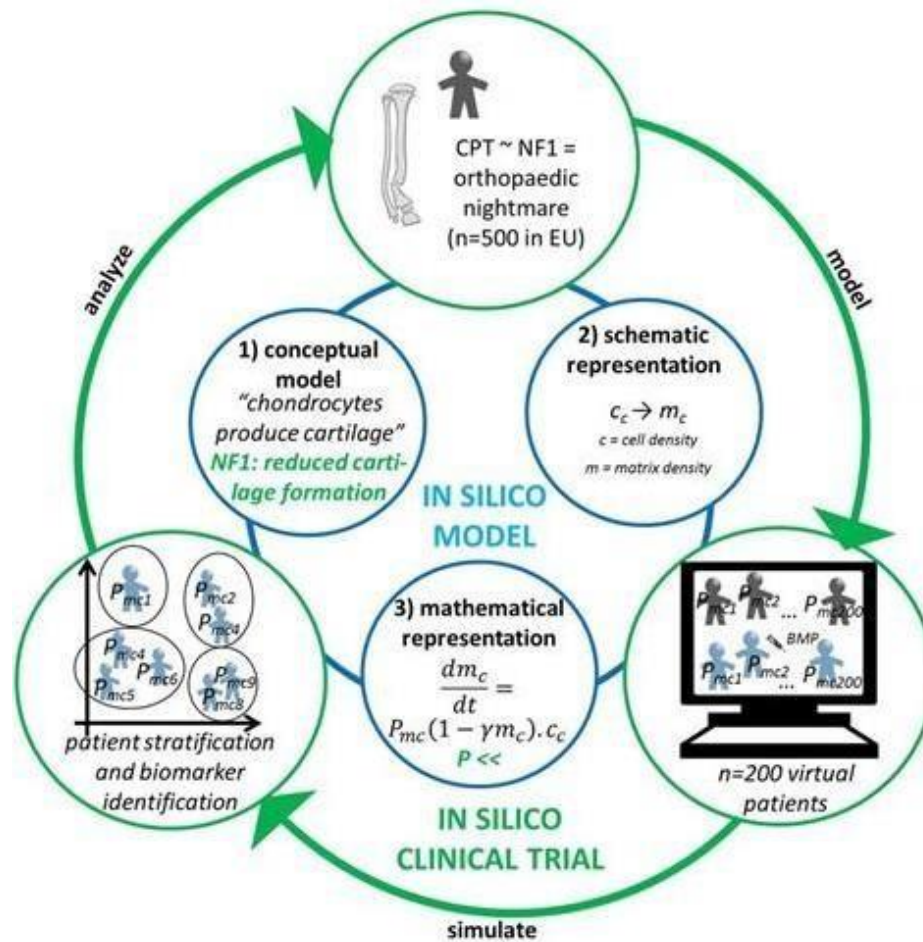 CPT ~ NF1 =
orthopaedic
nightmare
(n=500 in EU)
analyze
model
1) conceptual
model
"chondrocytes
produce cartilage"
NF1: reduced carti-
lage formation
2) schematic
representation
c_c → m_c
c = cell density
m = matrix density
IN SILICO
MODEL
3) mathematical
representation
dm_c
dt
=
P_mc(1 − γm_c).c_c
P <<
P_mc1
P_mc2
P_mc4
P_mc4
P_mc6
P_mc5
P_mc9
P_mc8
patient stratification
and biomarker
identification
P_mc1 P_mc2 ... P_mc200
BMP
P_mc1 P_mc2 ... P_mc200
n=200 virtual
patients
IN SILICO
CLINICAL TRIAL
simulate